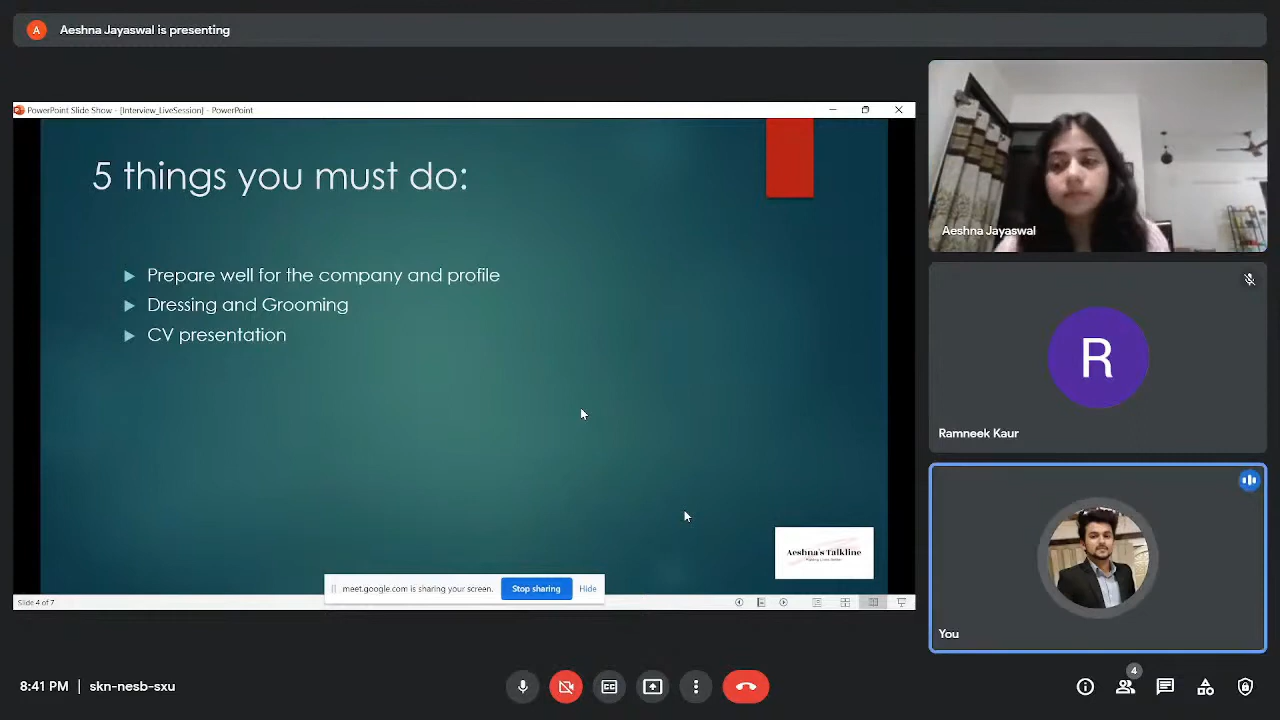 A
Aeshna Jayaswal is presenting
PowerPoint Slide Show - [Interview_LiveSession] - PowerPoint
5 things you must do:
Prepare well for the company and profile
Dressing and Grooming
CV presentation
Aeshna's Talkline
meet.google.com is sharing your screen.
Stop sharing
Hide
Slide 4 of 7
Aeshna Jayaswal
R
Ramneek Kaur
You
8:41 PM
skn-nesb-sxu
CC
4